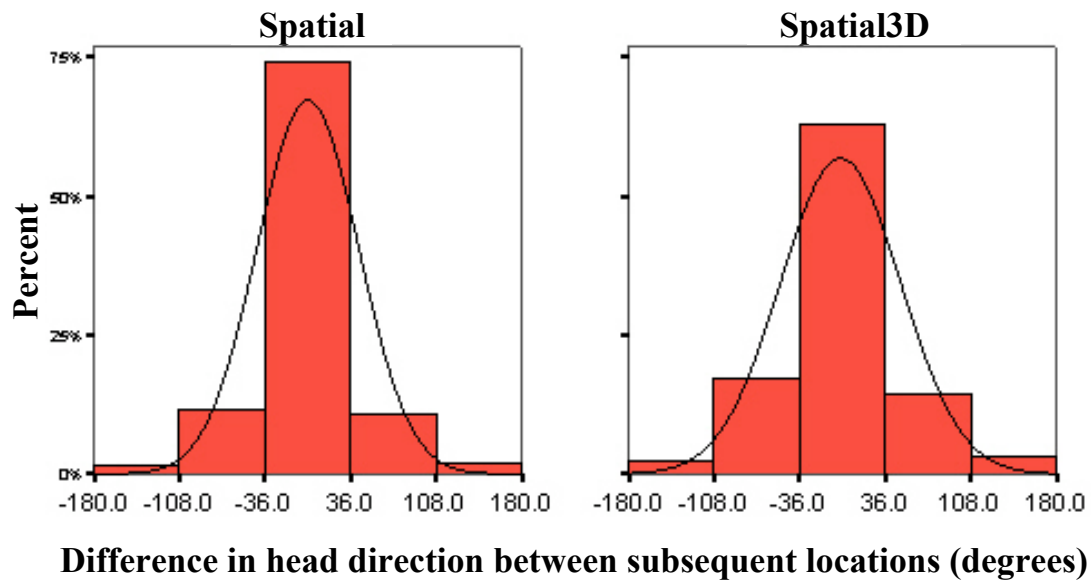 Spatial
Spatial3D
75%
50%
25%
0%
Percent
-180.0 -108.0 -36.0 36.0 108.0 180.0
-180.0 -108.0 -36.0 36.0 108.0 180.0
Difference in head direction between subsequent locations (degrees)